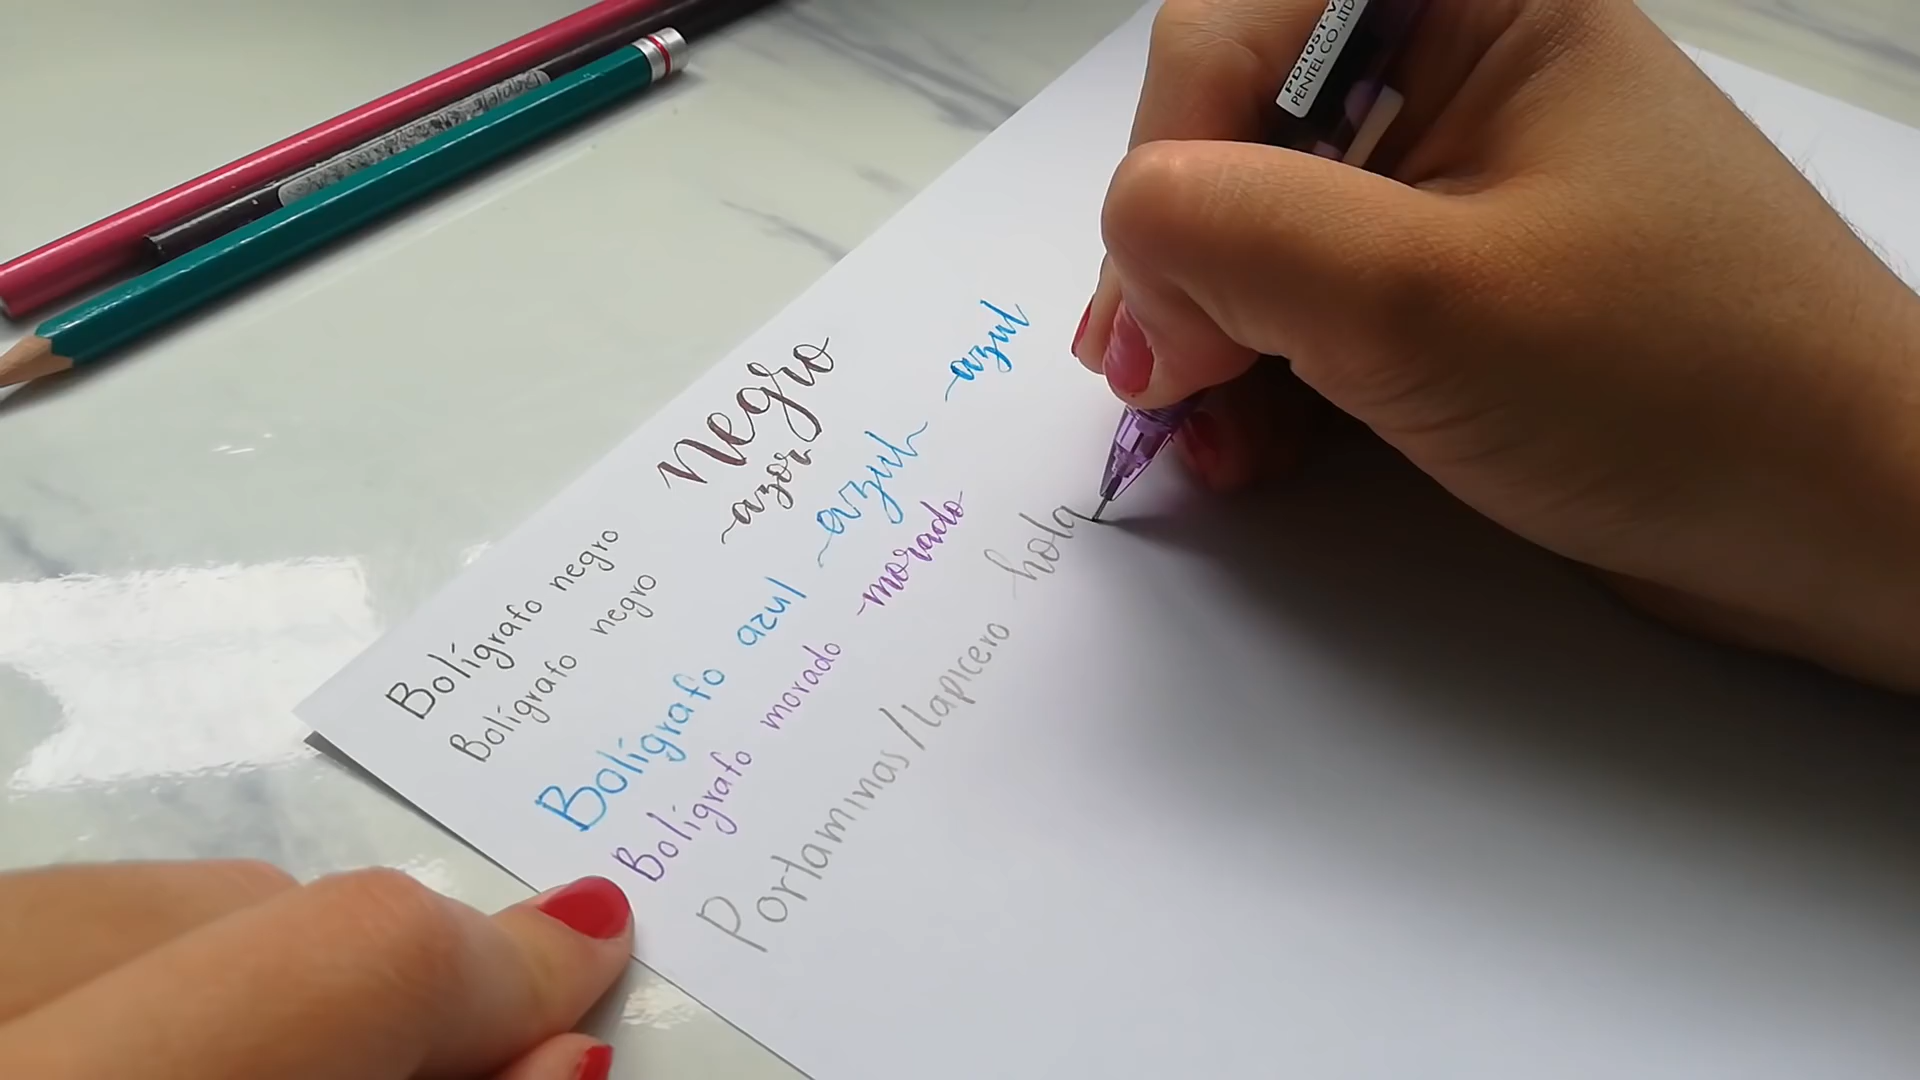 Bolígrafo negro negro
Bolígrafo negro azor
Bolígrafo azul azul azul
Bolígrafo morado morado
Portaminas/lapicero hola
PD105T-V
PENTEL CO.,LTD